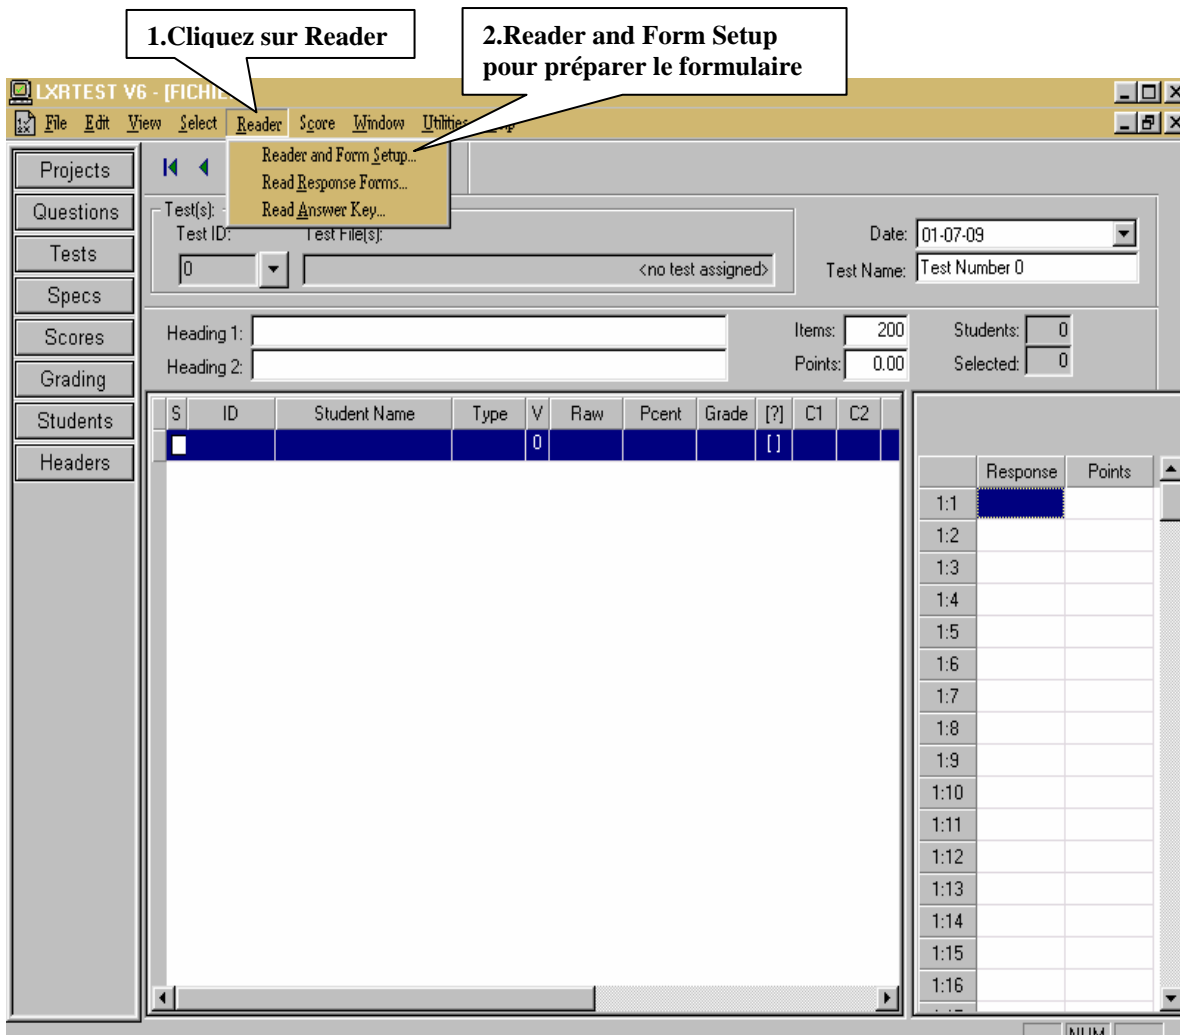 1.Cliquez sur Reader
2.Reader and Form Setup
pour préparer le formulaire
LXRTEST V6 - [FICHIE
File Edit View Select Reader Score Window Utilities
Reader and Form Setup...
Read Response Forms...
Read Answer Key...
Projects
Questions
Tests
Specs
Scores
Grading
Students
Headers
Test(s):
Test ID: Test File(s):
0 <no test assigned>
Date: 01-07-09
Test Name: Test Number 0
Heading 1: Items: 200 Students: 0
Heading 2: Points: 0.00 Selected: 0
S ID Student Name Type V Raw Pcent Grade [?] C1 C2
0 [ ]
Response Points
1:1
1:2
1:3
1:4
1:5
1:6
1:7
1:8
1:9
1:10
1:11
1:12
1:13
1:14
1:15
1:16
NUM